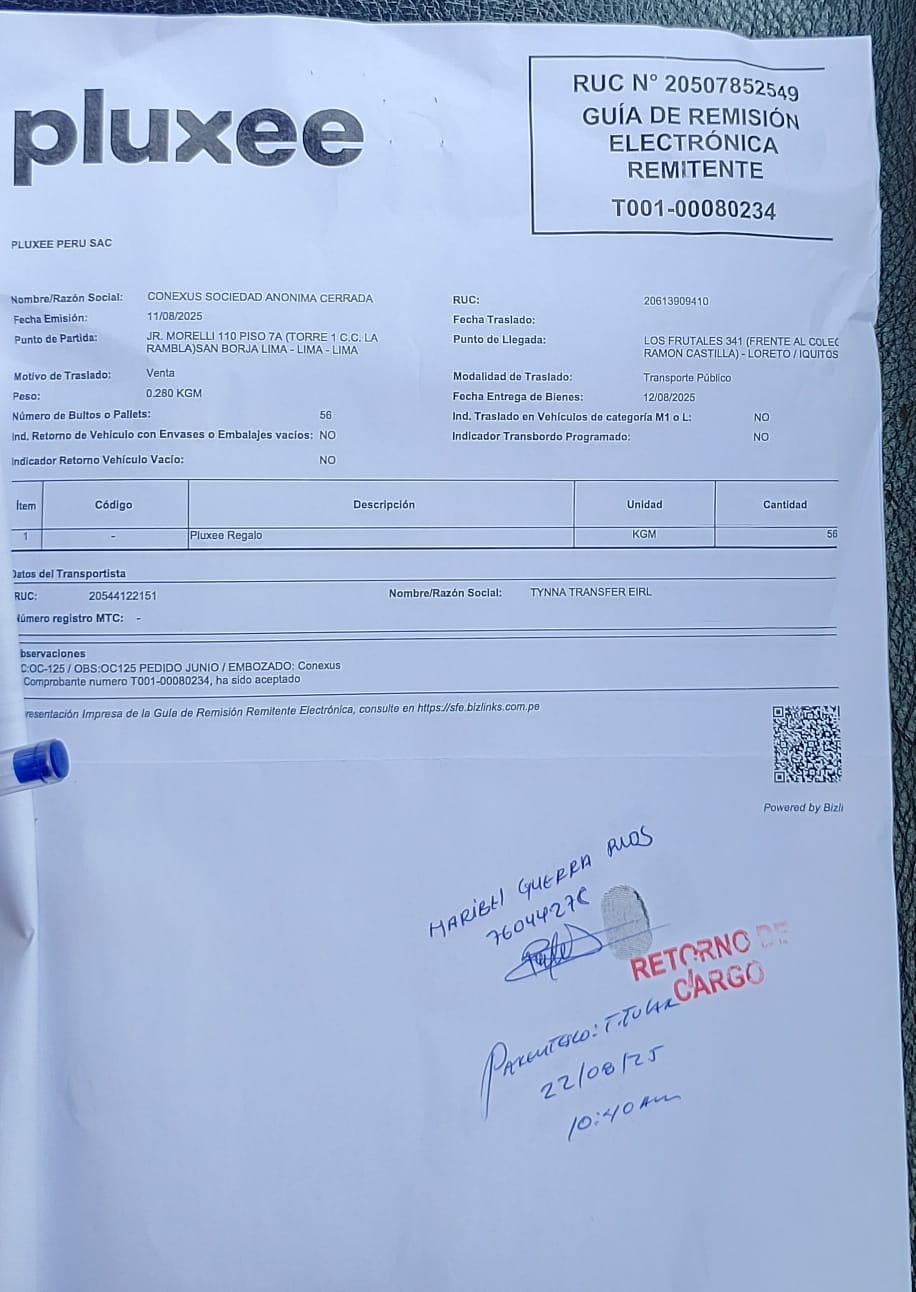 pluxee
RUC N° 20507852549
GUÍA DE REMISIÓN
ELECTRÓNICA
REMITENTE
T001-00080234
PLUXEE PERU SAC
Nombre/Razón Social: CONEXUS SOCIEDAD ANONIMA CERRADA RUC: 20613909410
Fecha Emisión: 11/08/2025 Fecha Traslado:
Punto de Partida: JR. MORELLI 110 PISO 7A (TORRE 1 C.C. LA RAMBLA)SAN BORJA LIMA - LIMA - LIMA
Punto de Llegada: LOS FRUTALES 341 (FRENTE AL COLEG RAMON CASTILLA) - LORETO / IQUITOS
Motivo de Traslado: Venta Modalidad de Traslado: Transporte Público
Peso: 0.280 KGM Fecha Entrega de Bienes: 12/08/2025
Número de Bultos o Pallets: 56 Ind. Traslado en Vehículos de categoría M1 o L: NO
Ind. Retorno de Vehículo con Envases o Embalajes vacíos: NO Indicador Transbordo Programado: NO
Indicador Retorno Vehículo Vacío: NO
Ítem Código Descripción Unidad Cantidad
1 - Pluxee Regalo KGM 56
Datos del Transportista
RUC: 20544122151 Nombre/Razón Social: TYNNA TRANSFER EIRL
Número registro MTC: -
bservaciones
C:OC-125 / OBS:OC125 PEDIDO JUNIO / EMBOZADO: Conexus
Comprobante numero T001-00080234, ha sido aceptado
resentación Impresa de la Guía de Remisión Remitente Electrónica, consulte en https://sfe.bizlinks.com.pe
Powered by Bizli
MARIBEl GUERRA RIOS
RETORNO DE
CARGO
PARENTESCO: TITULAR
22/08/25
10:40 AM